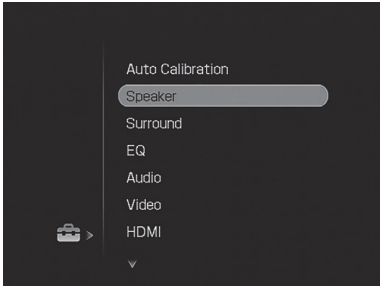 Auto Calibration
Speaker
Surround
EQ
Audio
Video
HDMI